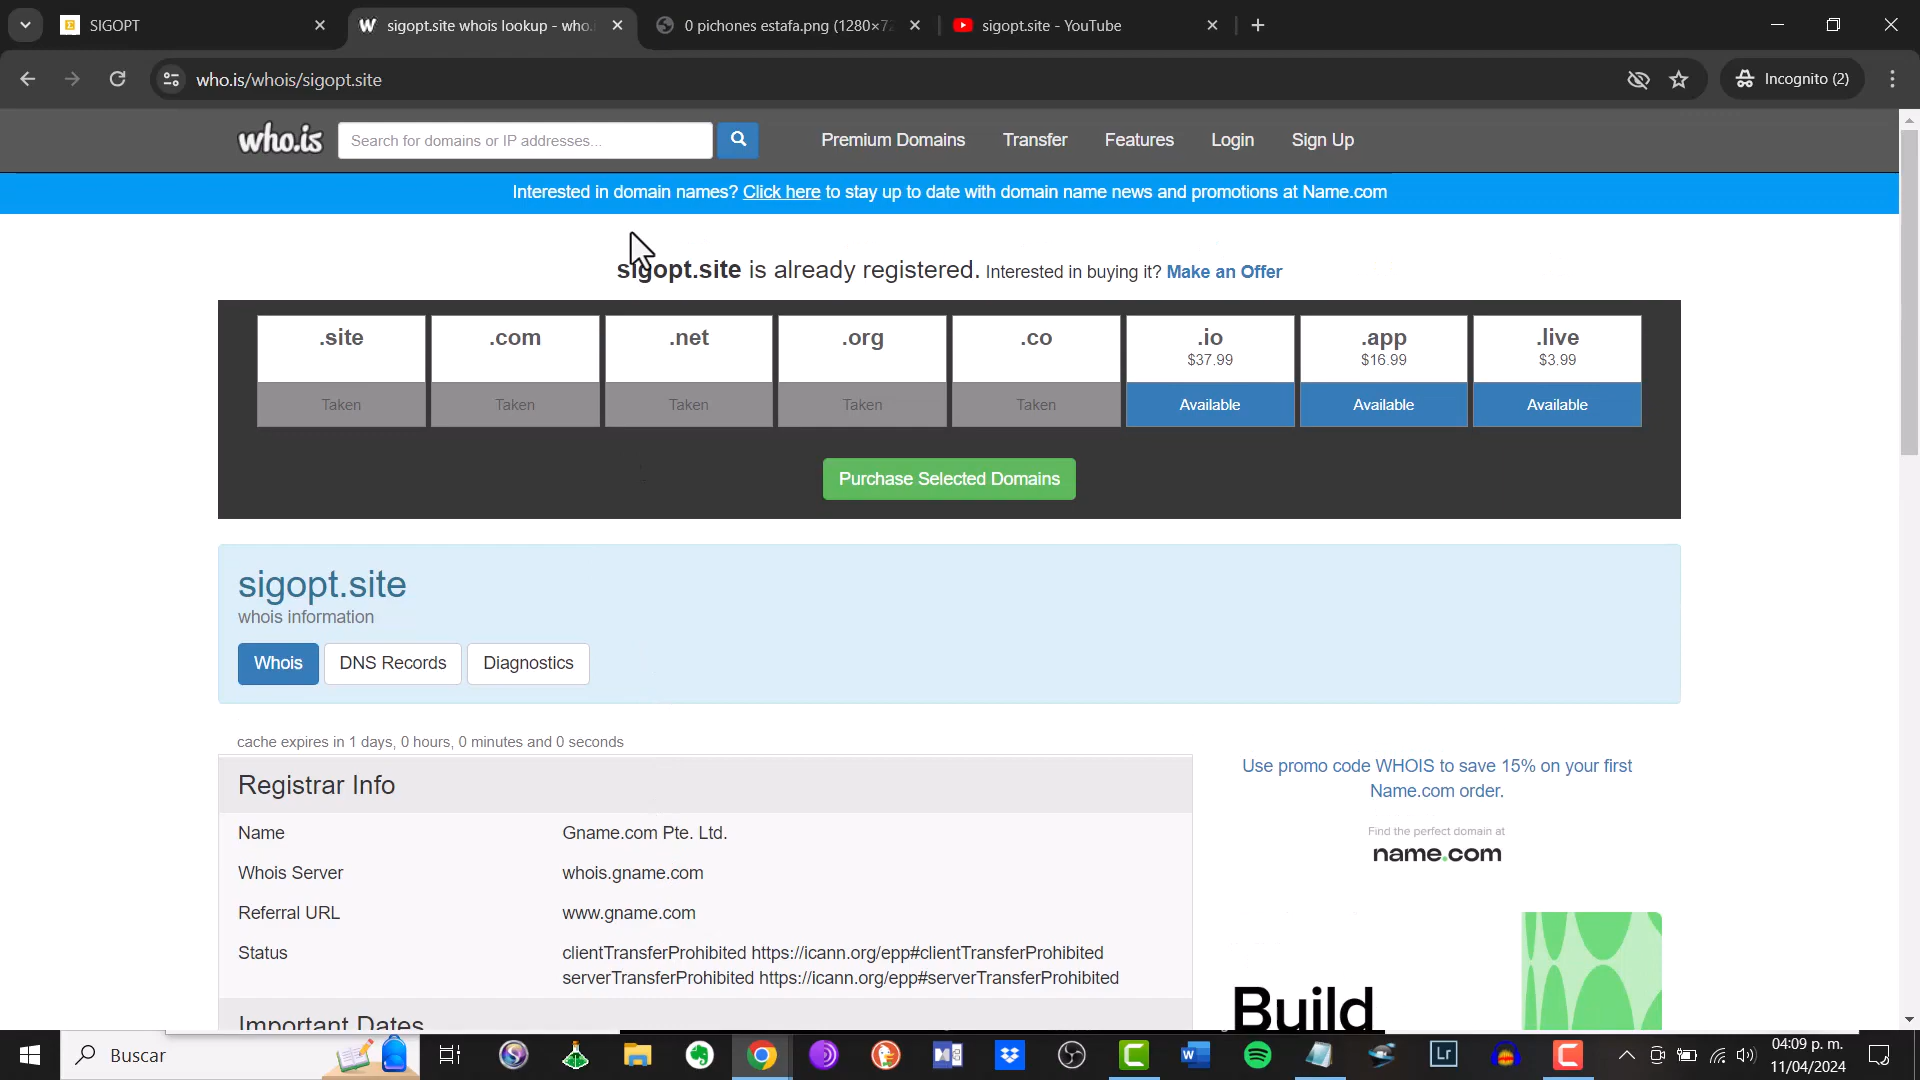 SIGOPT
sigopt.site whois lookup - who.i
0 pichones estafa.png (1280×72
sigopt.site - YouTube
who.is/whois/sigopt.site
Incognito (2)
who.is
Search for domains or IP addresses...
Premium Domains
Transfer
Features
Login
Sign Up
Interested in domain names? Click here to stay up to date with domain name news and promotions at Name.com
sigopt.site is already registered. Interested in buying it? Make an Offer
.site
.com
.net
.org
.co
.io
.app
.live
$37.99
$16.99
$3.99
Taken
Taken
Taken
Taken
Taken
Available
Available
Available
Purchase Selected Domains
sigopt.site
whois information
Whois
DNS Records
Diagnostics
cache expires in 1 days, 0 hours, 0 minutes and 0 seconds
Registrar Info
Name
Gname.com Pte. Ltd.
Whois Server
whois.gname.com
Referral URL
www.gname.com
Status
clientTransferProhibited https://icann.org/epp#clientTransferProhibited
serverTransferProhibited https://icann.org/epp#serverTransferProhibited
Important Dates
Use promo code WHOIS to save 15% on your first
Name.com order.
Find the perfect domain at
name.com
Build
Buscar
W
Lr
04:09 p. m.
11/04/2024